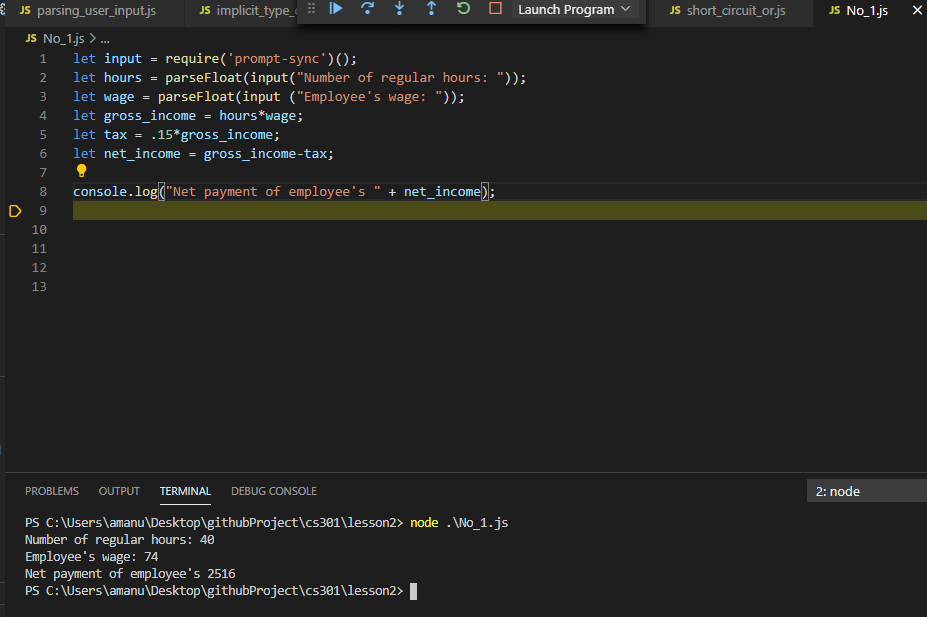 JS parsing_user_input.js JS implicit_type_c Launch Program JS short_circuit_or.js JS No_1.js
JS No_1.js > ...
1 let input = require('prompt-sync')();
2 let hours = parseFloat(input("Number of regular hours: "));
3 let wage = parseFloat(input ("Employee's wage: "));
4 let gross_income = hours*wage;
5 let tax = .15*gross_income;
6 let net_income = gross_income-tax;
7
8 console.log("Net payment of employee's " + net_income);
9
10
11
12
13
PROBLEMS OUTPUT TERMINAL DEBUG CONSOLE 2: node
PS C:\Users\amanu\Desktop\githubProject\cs301\lesson2> node .\No_1.js
Number of regular hours: 40
Employee's wage: 74
Net payment of employee's 2516
PS C:\Users\amanu\Desktop\githubProject\cs301\lesson2>